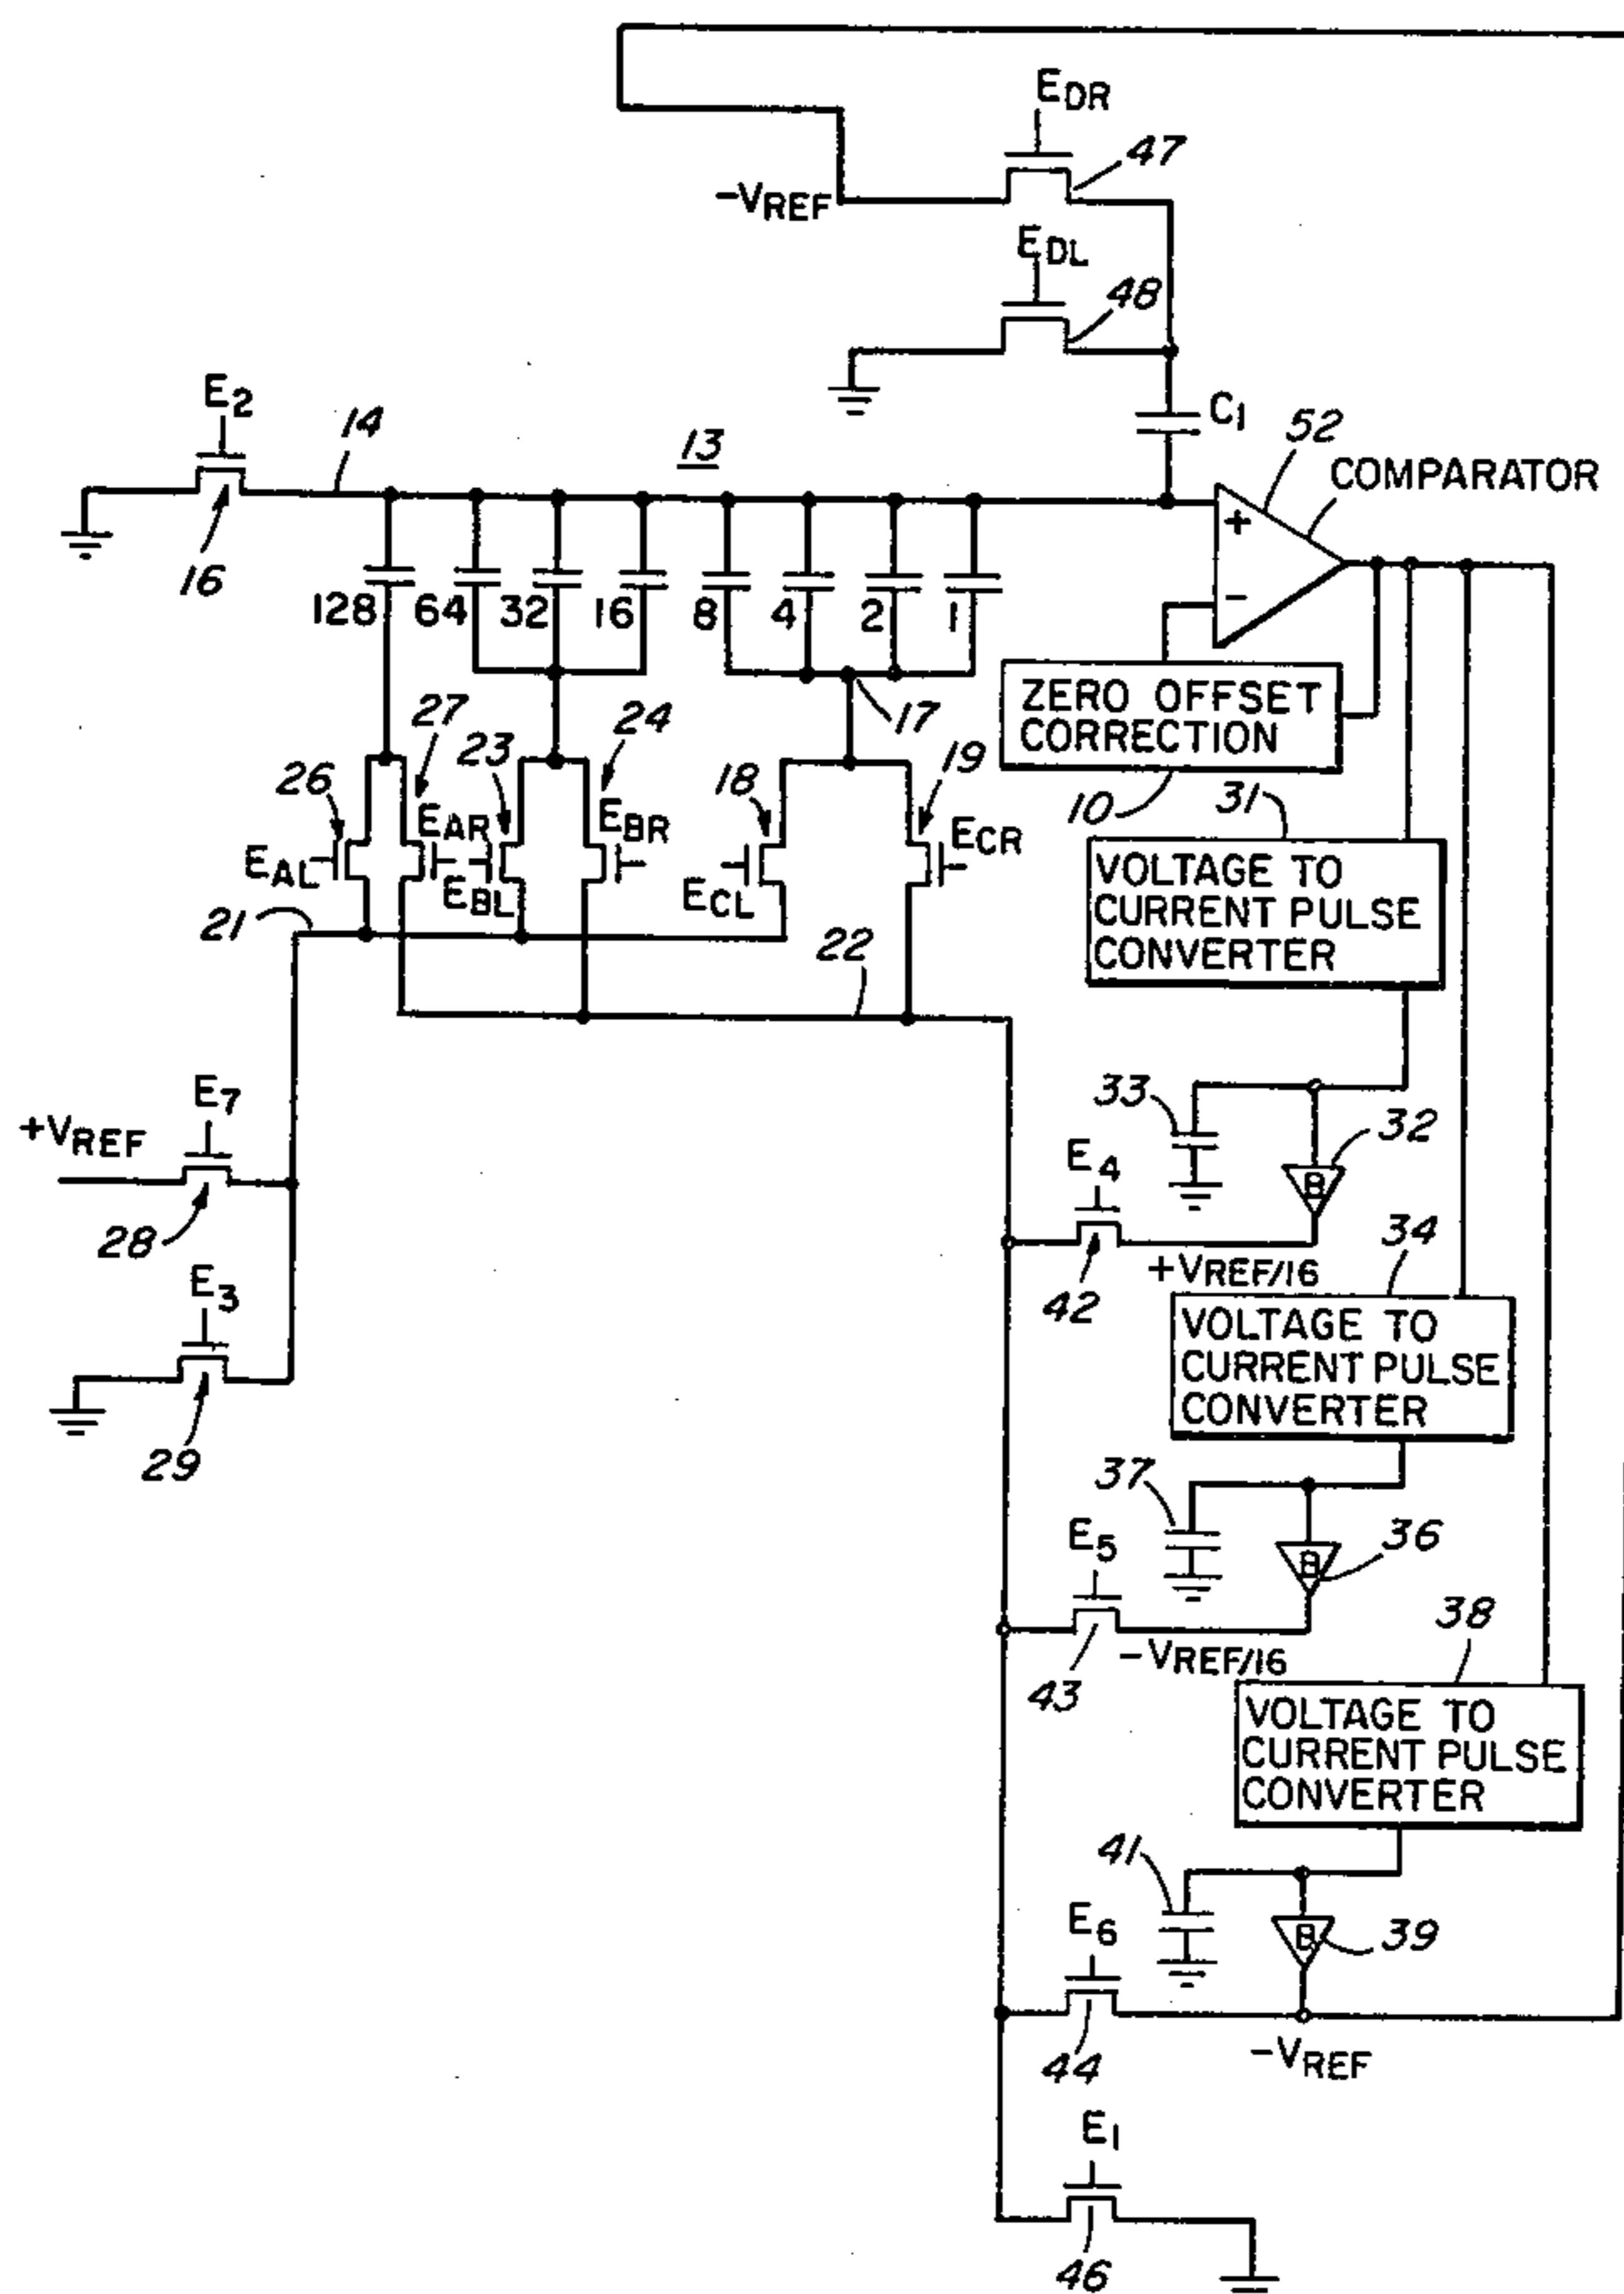 EDR
47
-VREF
EDL
48
E2
14
13
C1
52
COMPARATOR
+
16
128 64 32 16 8 4 2 1
-
ZERO OFFSET
CORRECTION
27
24
17
26
23
18
19
10
31
EAL
EAR
EBL
EBR
ECL
ECR
VOLTAGE TO
CURRENT PULSE
CONVERTER
21
22
E7
+VREF
33
32
B
E4
28
34
E3
+VREF/16
42
VOLTAGE TO
CURRENT PULSE
CONVERTER
29
37
36
B
E5
38
-VREF/16
43
VOLTAGE TO
CURRENT PULSE
CONVERTER
41
E6
39
B
44
-VREF
E1
46